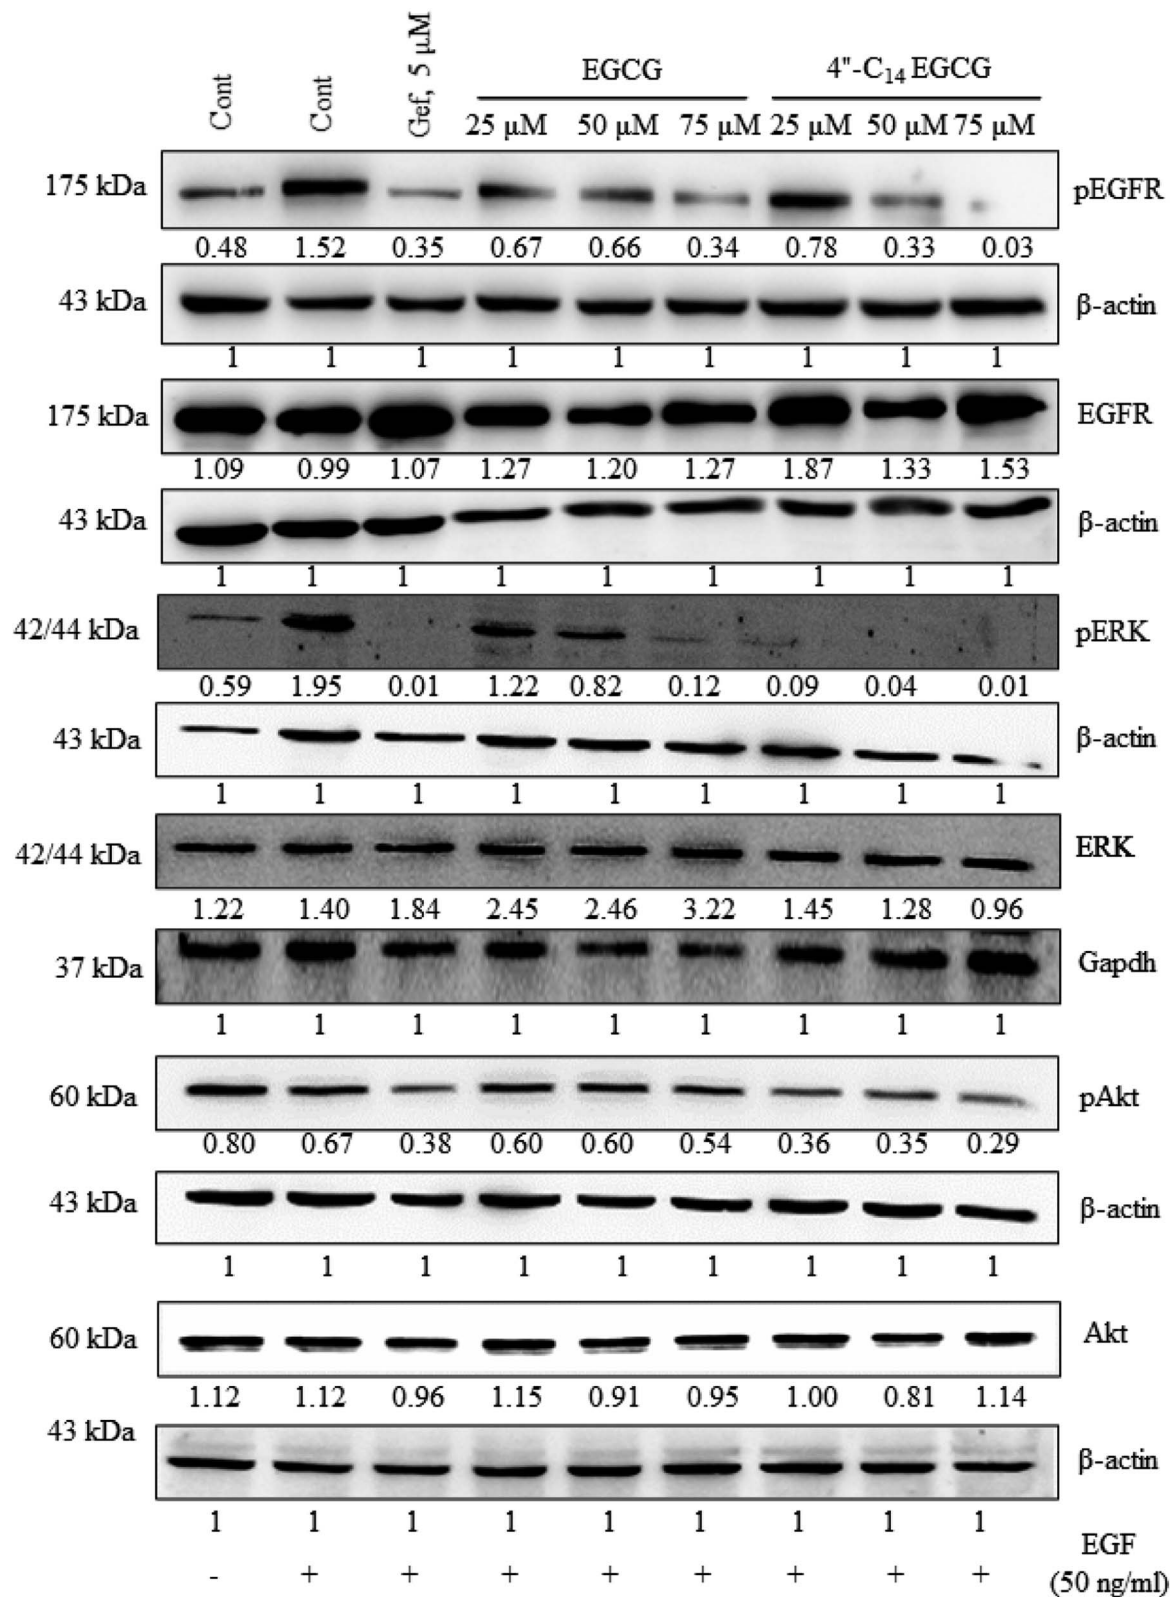 Cont Cont Gef, 5 μM EGCG 4"-C₁₄ EGCG
25 μM 50 μM 75 μM 25 μM 50 μM 75 μM
175 kDa pEGFR
0.48 1.52 0.35 0.67 0.66 0.34 0.78 0.33 0.03
43 kDa β-actin
1 1 1 1 1 1 1 1 1
175 kDa EGFR
1.09 0.99 1.07 1.27 1.20 1.27 1.87 1.33 1.53
43 kDa β-actin
1 1 1 1 1 1 1 1 1
42/44 kDa pERK
0.59 1.95 0.01 1.22 0.82 0.12 0.09 0.04 0.01
43 kDa β-actin
1 1 1 1 1 1 1 1 1
42/44 kDa ERK
1.22 1.40 1.84 2.45 2.46 3.22 1.45 1.28 0.96
37 kDa Gapdh
1 1 1 1 1 1 1 1 1
60 kDa pAkt
0.80 0.67 0.38 0.60 0.60 0.54 0.36 0.35 0.29
43 kDa β-actin
1 1 1 1 1 1 1 1 1
60 kDa Akt
1.12 1.12 0.96 1.15 0.91 0.95 1.00 0.81 1.14
43 kDa β-actin
1 1 1 1 1 1 1 1 1
- + + + + + + + + EGF
(50 ng/ml)